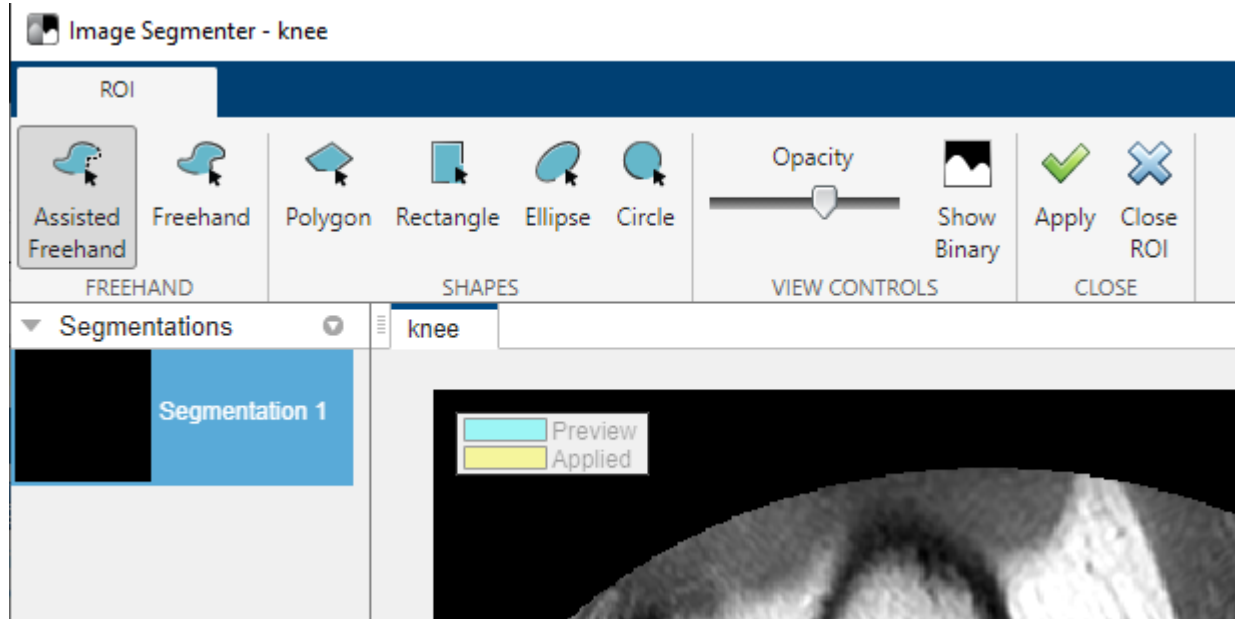 Image Segmenter - knee
ROI
Assisted Freehand
Freehand
Polygon
Rectangle
Ellipse
Circle
Opacity
Show Binary
Apply
Close ROI
FREEHAND
SHAPES
VIEW CONTROLS
CLOSE
Segmentations
knee
Segmentation 1
Preview
Applied